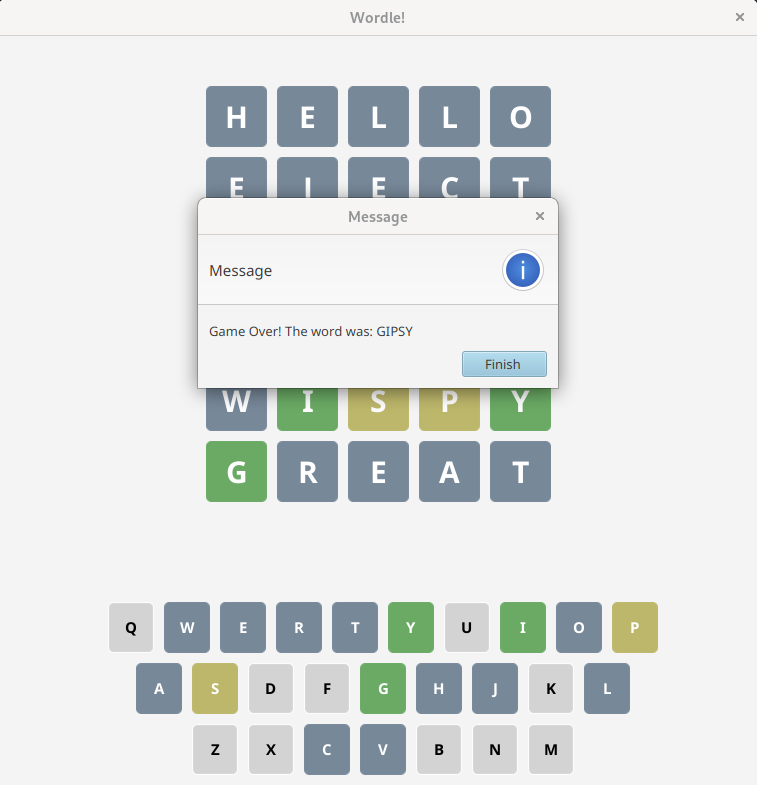 Wordle!
H E L L O
E E C T
Message
Message
i
Game Over! The word was: GIPSY
Finish
W I S P Y
G R E A T
Q W E R T Y U I O P
A S D F G H J K L
Z X C V B N M